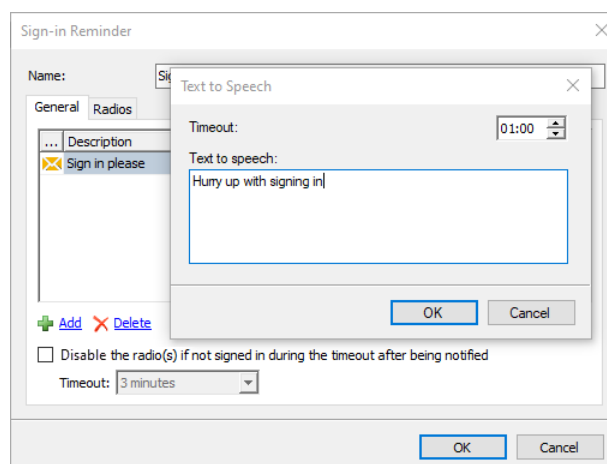 Sign-in Reminder
Name:
Text to Speech
General Radios
Timeout: 01:00
... Description
Sign in please
Text to speech:
Hurry up with signing in
OK Cancel
Add Delete
Disable the radio(s) if not signed in during the timeout after being notified
Timeout: 3 minutes
OK Cancel